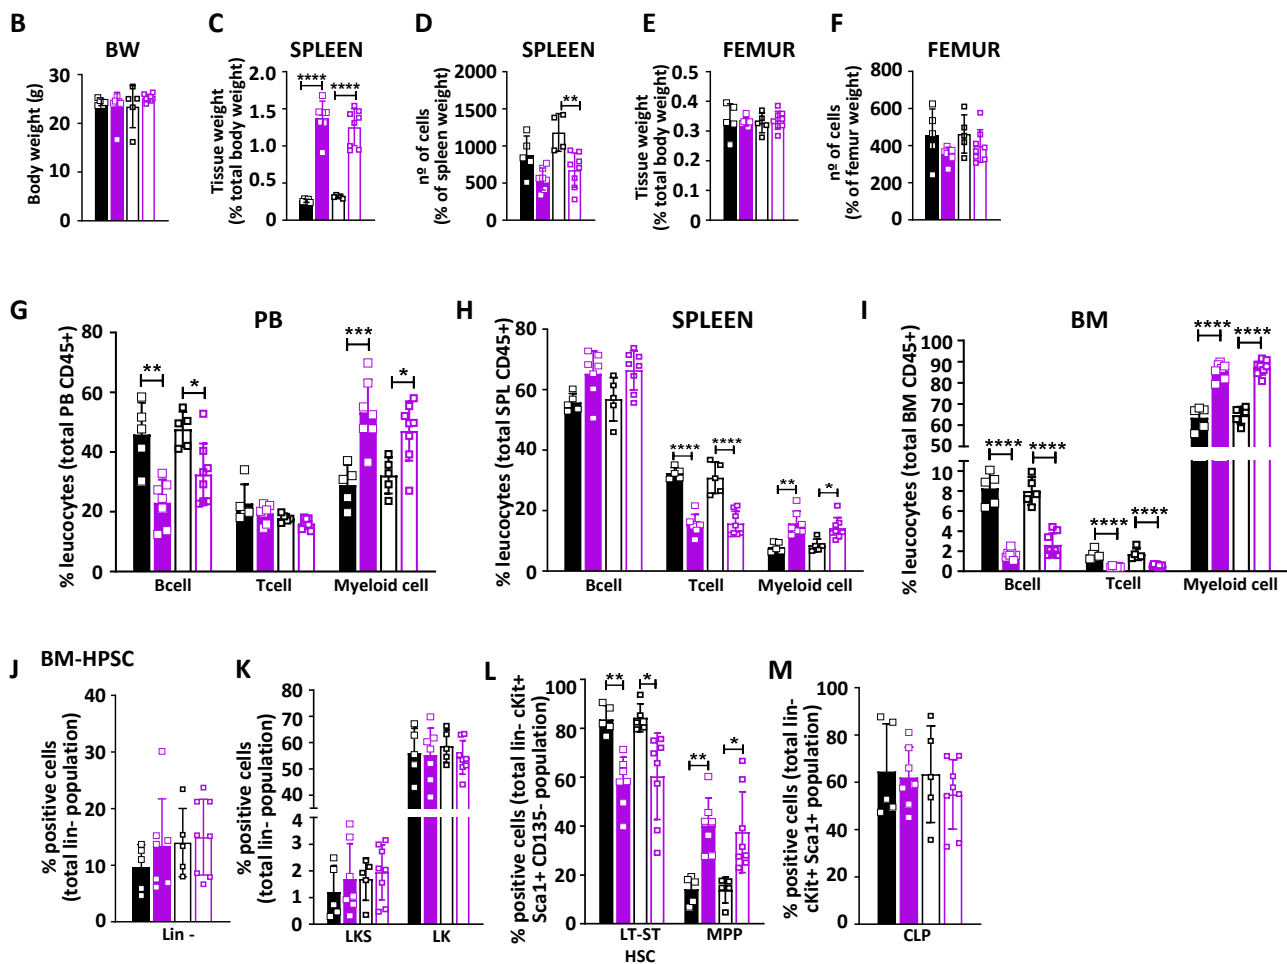 B
BW
Body weight (g)
30
20
10
0
C
SPLEEN
Tissue weight
(% total body weight)
2.0
1.5
1.0
0.5
0
****
****
D
SPLEEN
nº of cells
(% of spleen weight)
2000
1500
1000
500
0
**
E
FEMUR
Tissue weight
(% total body weight)
0.5
0.4
0.3
0.2
0.1
0
F
FEMUR
nº of cells
(% of femur weight)
800
600
400
200
0
G
PB
% leucocytes (total PB CD45+)
80
60
40
20
0
**
*
***
*
Bcell
Tcell
Myeloid cell
H
SPLEEN
% leucocytes (total SPL CD45+)
80
60
40
20
0
****
****
**
*
Bcell
Tcell
Myeloid cell
I
BM
% leucocytes (total BM CD45+)
100
90
80
70
60
50
10
8
6
4
2
0
****
****
****
****
****
****
Bcell
Tcell
Myeloid cell
BM-HPSC
J
% positive cells
(total lin- population)
40
30
20
10
0
Lin -
K
% positive cells
(total lin- population)
80
70
60
50
40
4
3
2
1
0
LKS
LK
L
% positive cells (total lin- cKit+
Sca1+ CD135- population)
100
80
60
40
20
0
**
*
**
*
LT-ST
HSC
MPP
M
% positive cells (total lin-
cKit+ Sca1+ population)
100
80
60
40
20
0
CLP